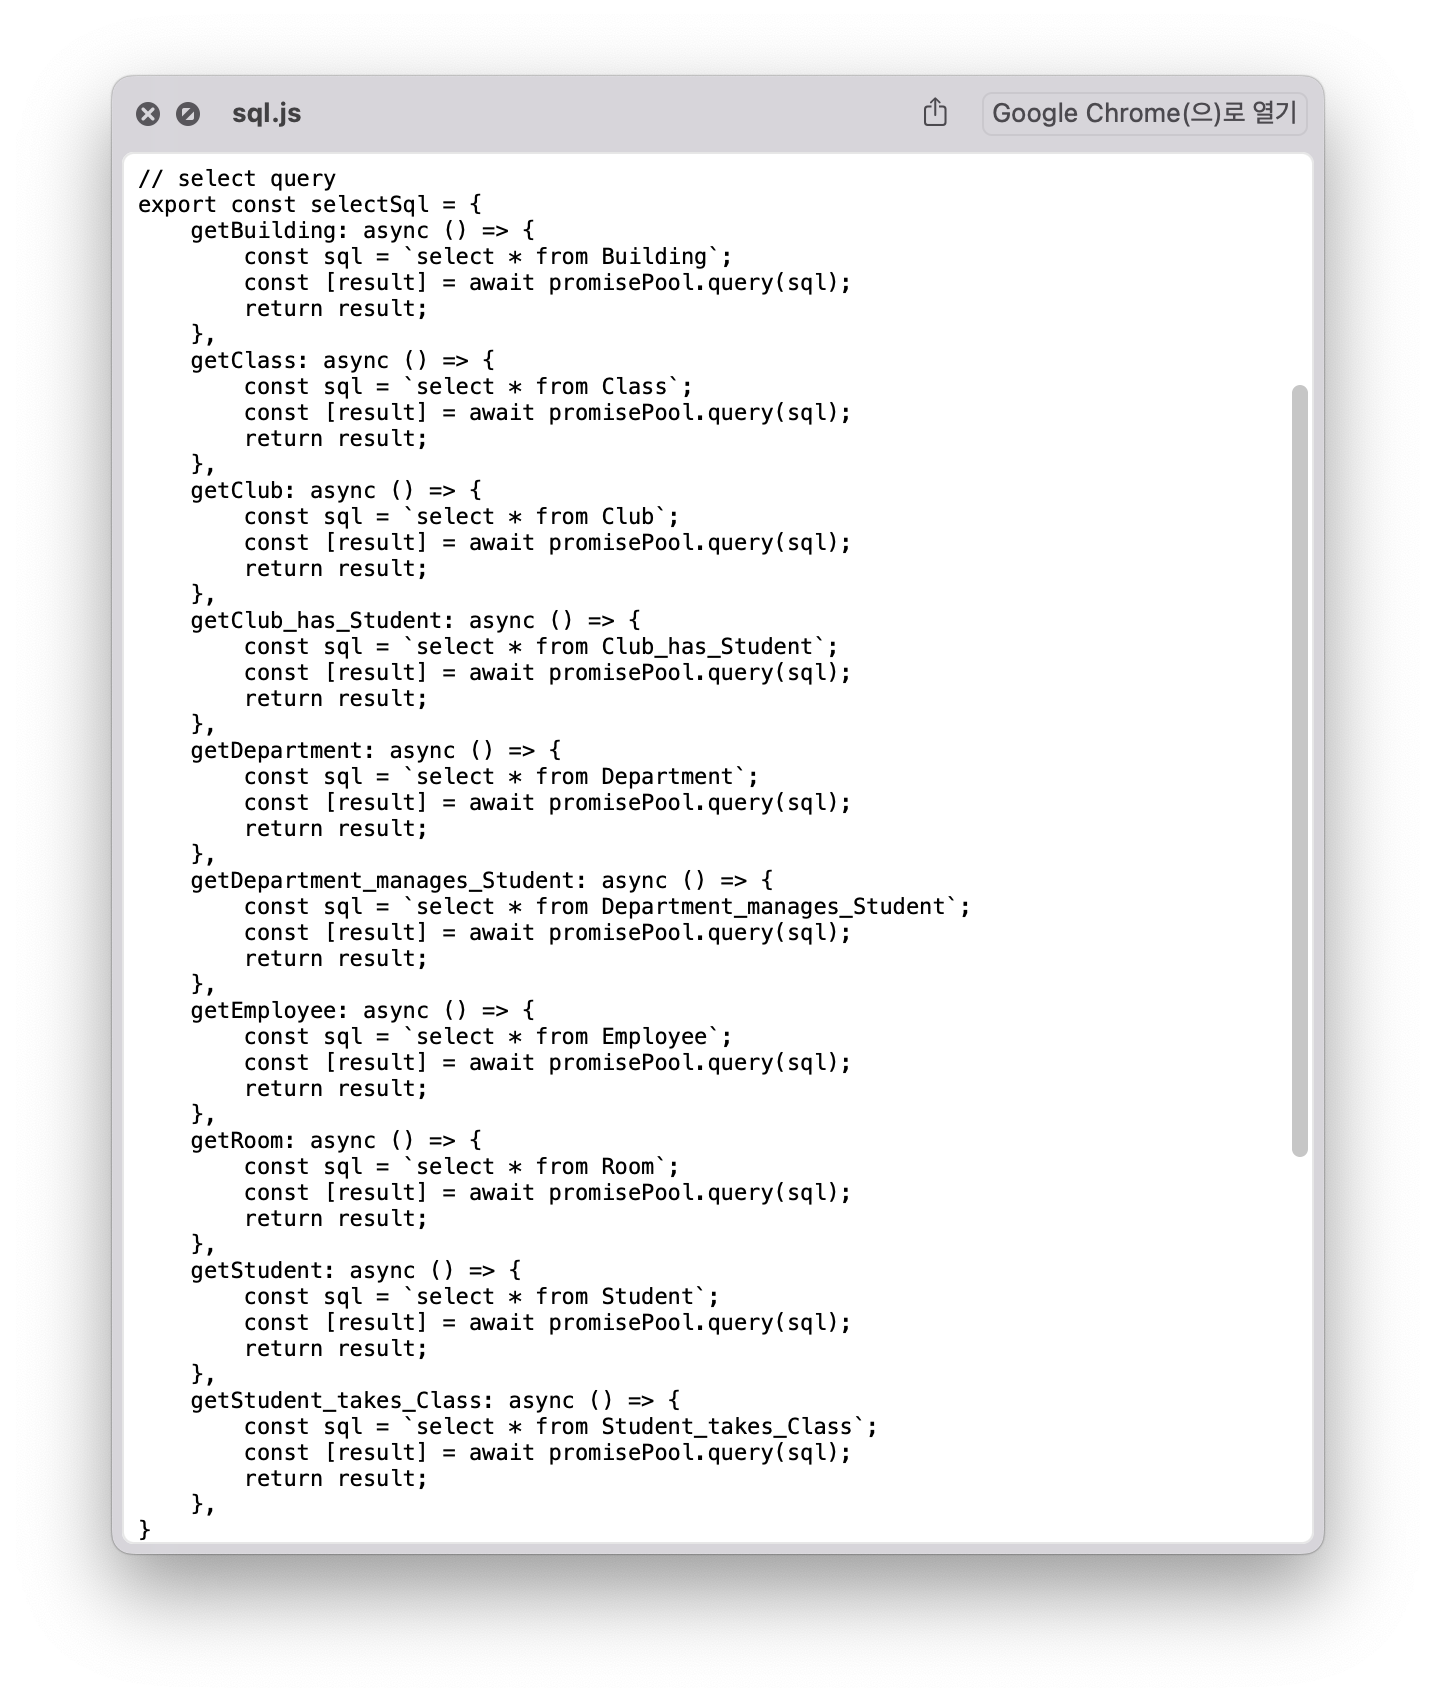 sql.js
Google Chrome(으)로 열기
// select query
export const selectSql = {
    getBuilding: async () => {
        const sql = `select * from Building`;
        const [result] = await promisePool.query(sql);
        return result;
    },
    getClass: async () => {
        const sql = `select * from Class`;
        const [result] = await promisePool.query(sql);
        return result;
    },
    getClub: async () => {
        const sql = `select * from Club`;
        const [result] = await promisePool.query(sql);
        return result;
    },
    getClub_has_Student: async () => {
        const sql = `select * from Club_has_Student`;
        const [result] = await promisePool.query(sql);
        return result;
    },
    getDepartment: async () => {
        const sql = `select * from Department`;
        const [result] = await promisePool.query(sql);
        return result;
    },
    getDepartment_manages_Student: async () => {
        const sql = `select * from Department_manages_Student`;
        const [result] = await promisePool.query(sql);
        return result;
    },
    getEmployee: async () => {
        const sql = `select * from Employee`;
        const [result] = await promisePool.query(sql);
        return result;
    },
    getRoom: async () => {
        const sql = `select * from Room`;
        const [result] = await promisePool.query(sql);
        return result;
    },
    getStudent: async () => {
        const sql = `select * from Student`;
        const [result] = await promisePool.query(sql);
        return result;
    },
    getStudent_takes_Class: async () => {
        const sql = `select * from Student_takes_Class`;
        const [result] = await promisePool.query(sql);
        return result;
    },
}